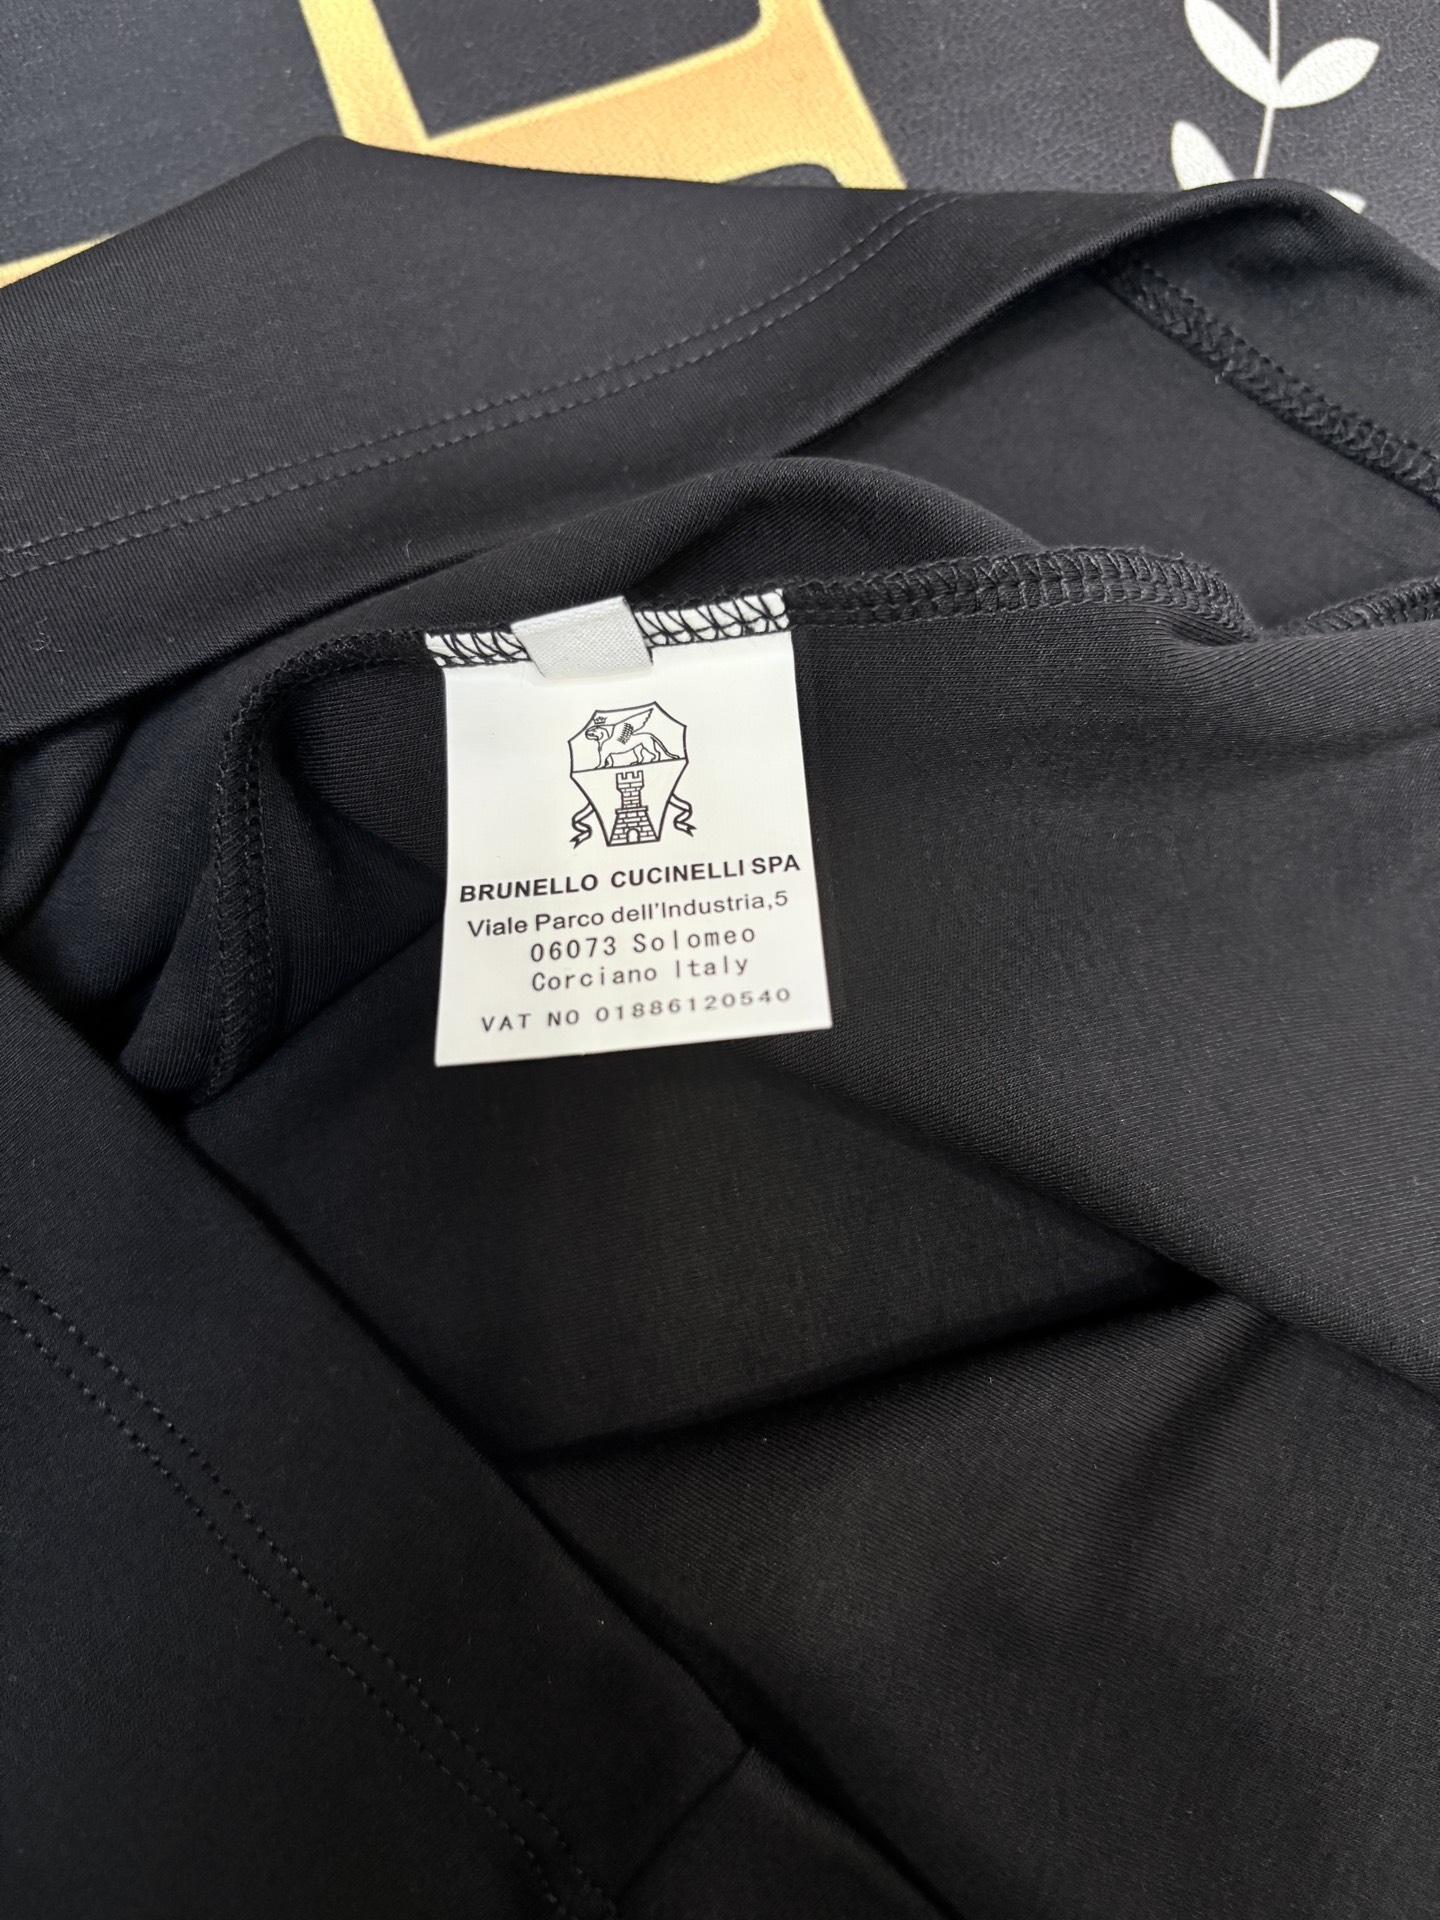 BRUNELLO CUCINELLI SPA
Viale Parco dell'Industria,5
06073 Solomeo
Corciano Italy
VAT NO 01886120540